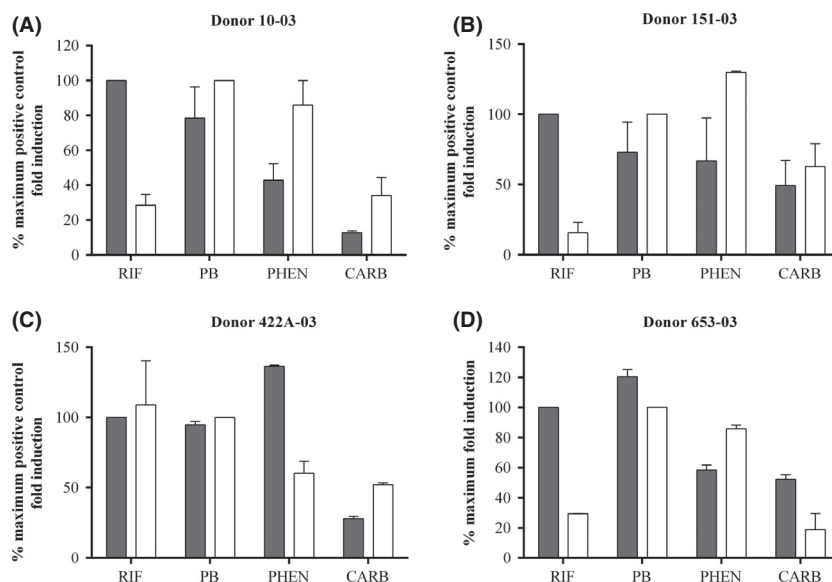 (A)
Donor 10-03
% maximum positive control
fold induction
120
100
80
60
40
20
0
RIF PB PHEN CARB
(B)
Donor 151-03
% maximum positive control
fold induction
150
100
50
0
RIF PB PHEN CARB
(C)
Donor 422A-03
% maximum positive control
fold induction
150
100
50
0
RIF PB PHEN CARB
(D)
Donor 653-03
% maximum fold induction
140
120
100
80
60
40
20
0
RIF PB PHEN CARB